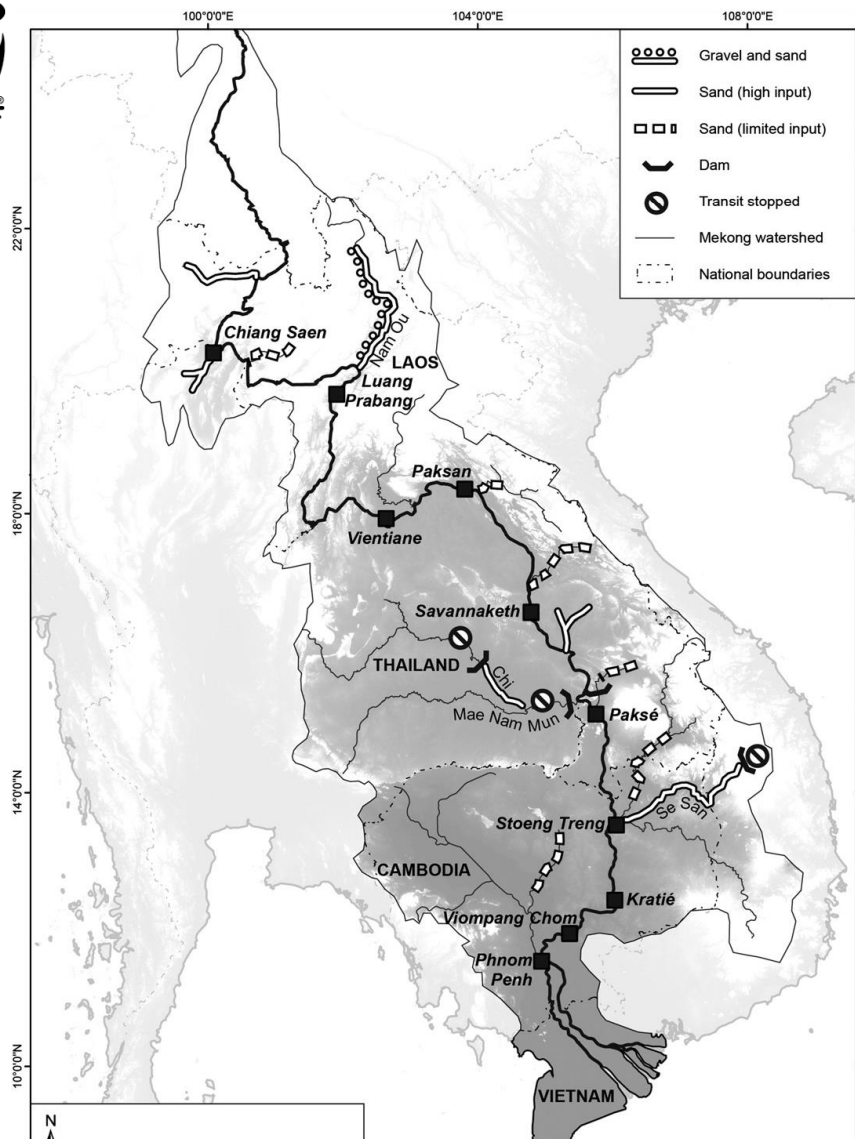 100°0'0"E
104°0'0"E
108°0'0"E
Gravel and sand
Sand (high input)
Sand (limited input)
Dam
Transit stopped
Mekong watershed
National boundaries
22°0'0"N
Chiang Saen
Nam Ou
LAOS
Luang
Prabang
Paksan
18°0'0"N
Vientiane
Savannaketh
THAILAND
Chi
Mae Nam Mun
Paksé
14°0'0"N
Se San
Stoeng Treng
CAMBODIA
Kratié
Viompang Chom
Phnom
Penh
10°0'0"N
VIETNAM
N